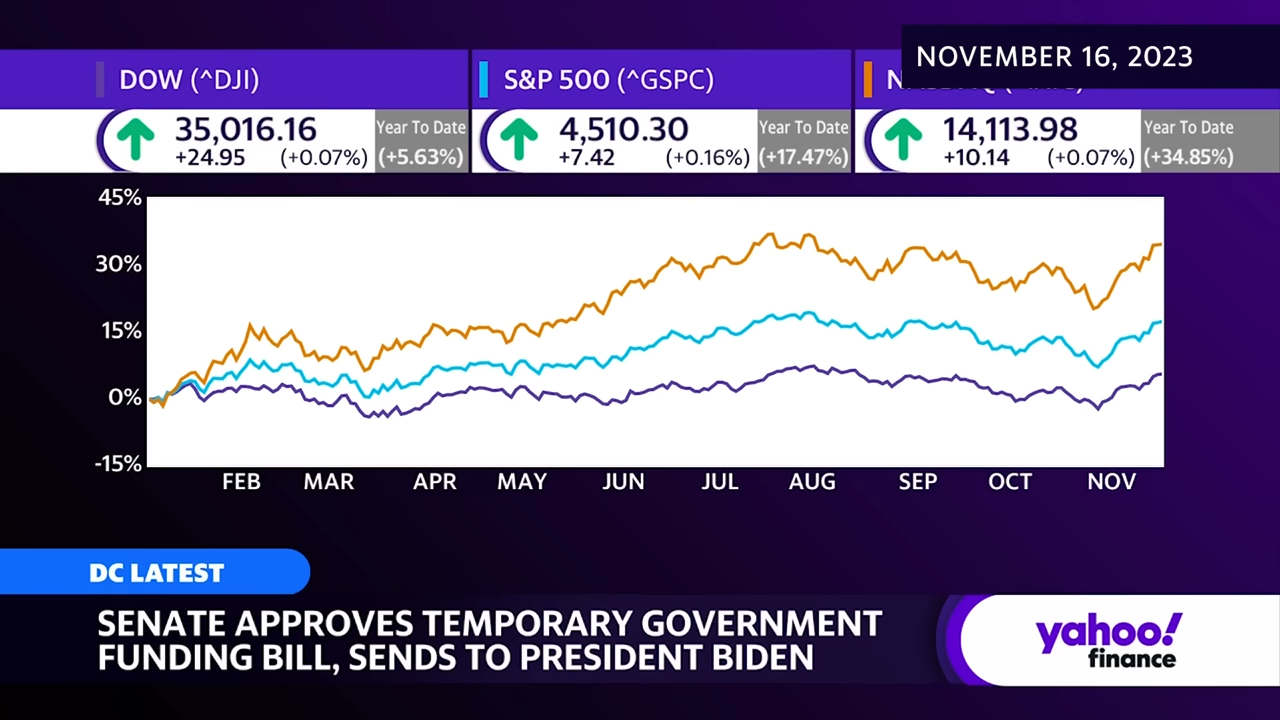 NOVEMBER 16, 2023
DOW (^DJI)
S&P 500 (^GSPC)
35,016.16
+24.95 (+0.07%)
Year To Date
(+5.63%)
4,510.30
+7.42 (+0.16%)
Year To Date
(+17.47%)
14,113.98
+10.14 (+0.07%)
Year To Date
(+34.85%)
45%
30%
15%
0%
-15%
FEB MAR APR MAY JUN JUL AUG SEP OCT NOV
DC LATEST
SENATE APPROVES TEMPORARY GOVERNMENT
FUNDING BILL, SENDS TO PRESIDENT BIDEN
yahoo!
finance